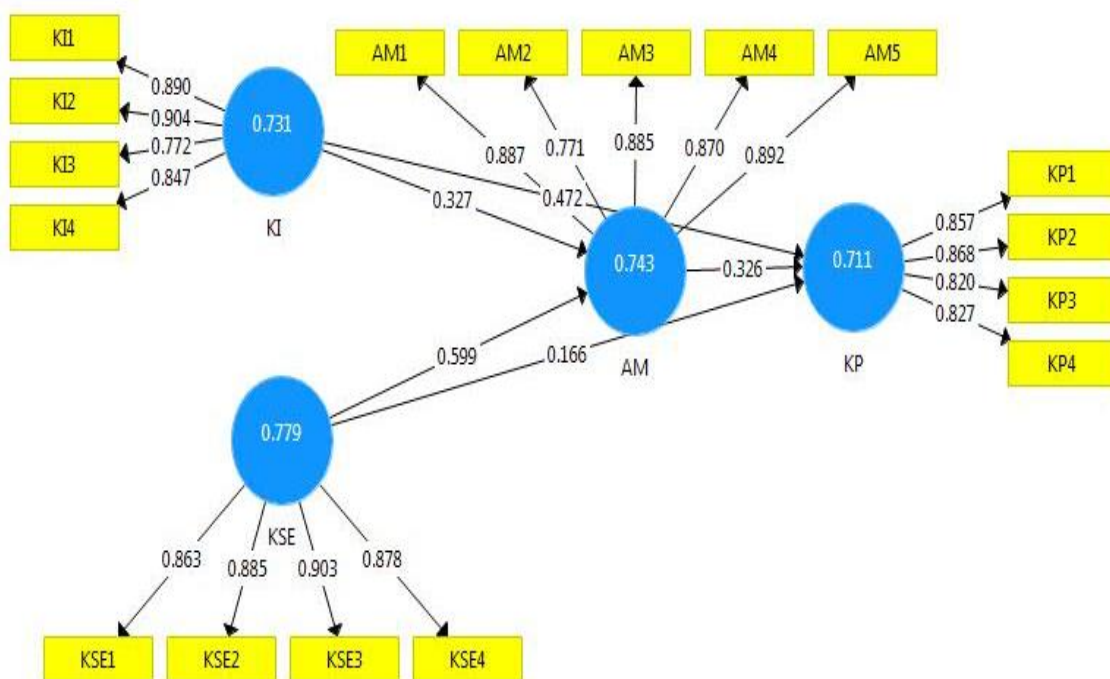 KI1
KI2
KI3
KI4
0.890
0.904
0.772
0.847
0.731
KI
AM1
AM2
AM3
AM4
AM5
0.887
0.771
0.885
0.870
0.892
0.472
0.327
0.743
AM
0.326
0.711
KP
KP1
KP2
KP3
KP4
0.857
0.868
0.820
0.827
0.599
0.166
0.779
KSE
0.863
0.885
0.903
0.878
KSE1
KSE2
KSE3
KSE4